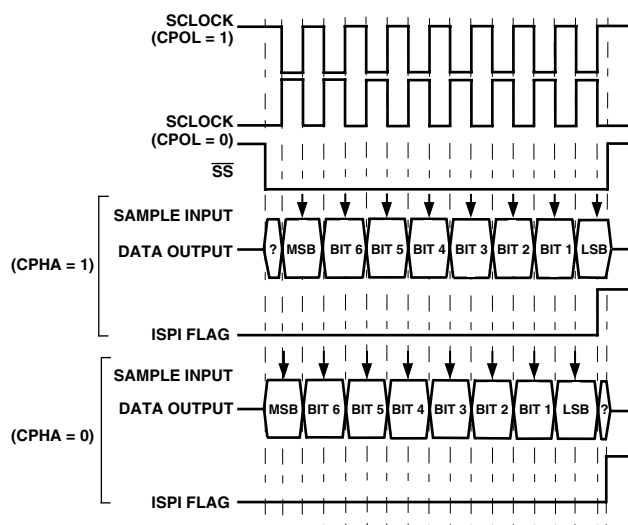 SCLOCK
(CPOL = 1)
SCLOCK
(CPOL = 0)
SS
SAMPLE INPUT
DATA OUTPUT
? MSB BIT 6 BIT 5 BIT 4 BIT 3 BIT 2 BIT 1 LSB
(CPHA = 1)
ISPI FLAG
SAMPLE INPUT
DATA OUTPUT
MSB BIT 6 BIT 5 BIT 4 BIT 3 BIT 2 BIT 1 LSB ?
(CPHA = 0)
ISPI FLAG